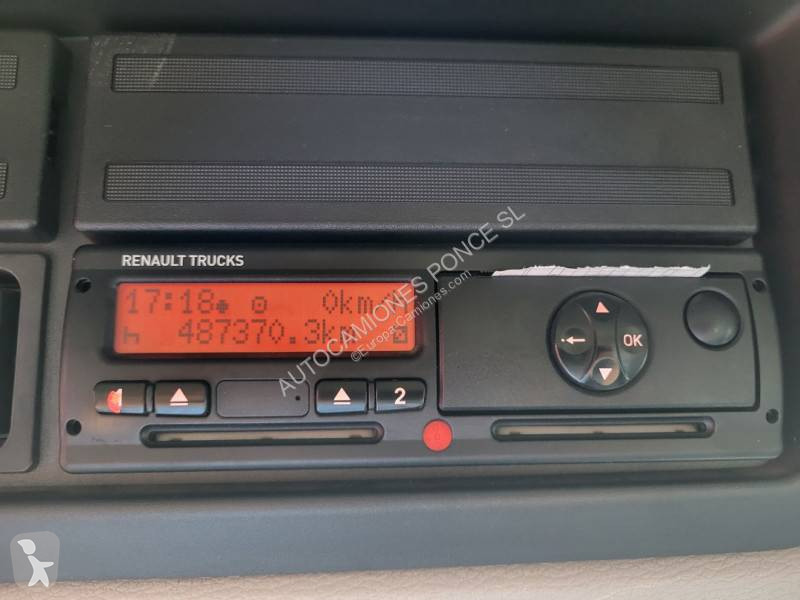 RENAULT TRUCKS
17:18 0km/h
487370.3km
OK
2
AUTOCAMIONES PONCE SL
©Europa-Camiones.com